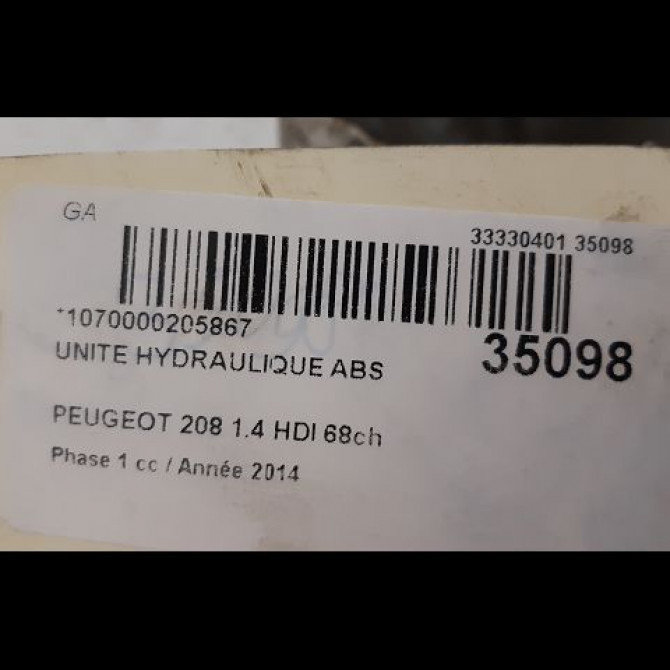 GA
33330401 35098
*1070000205867
35098
UNITE HYDRAULIQUE ABS
PEUGEOT 208 1.4 HDI 68ch
Phase 1 cc / Année 2014